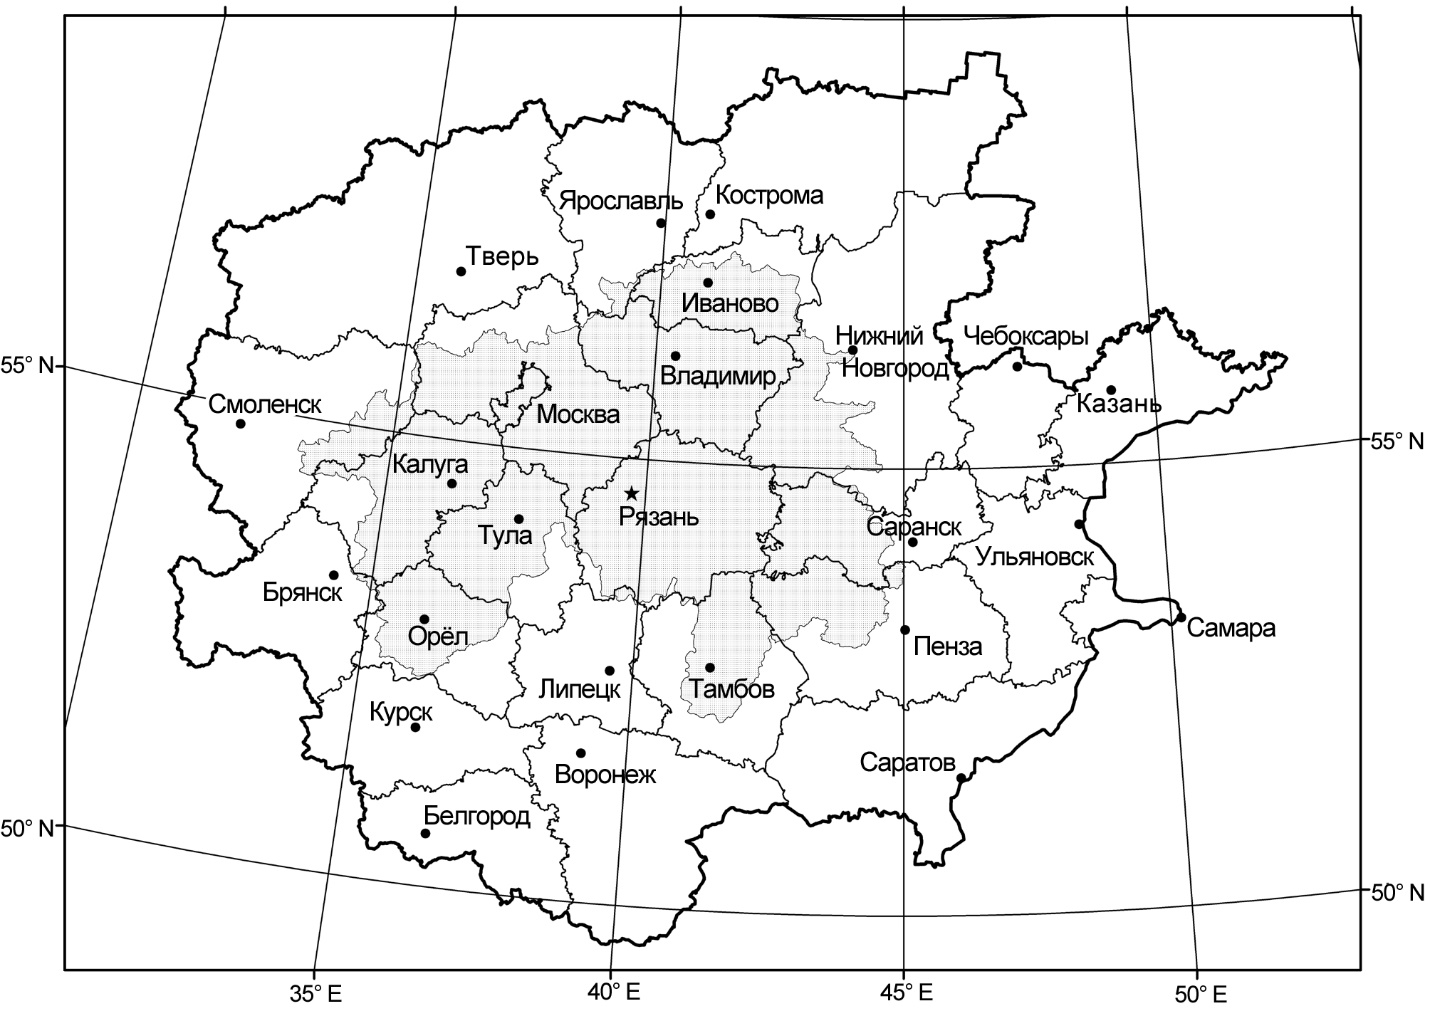 Ярославль
Кострома
Тверь
Иваново
Нижний
Новгород
Чебоксары
55° N
Владимир
Смоленск
Москва
Казань
55° N
Калуга
Рязань
Тула
Саранск
Ульяновск
Брянск
Орёл
Пенза
Самара
Липецк
Тамбов
Курск
Воронеж
Саратов
Белгород
50° N
50° N
35° E
40° E
45° E
50° E